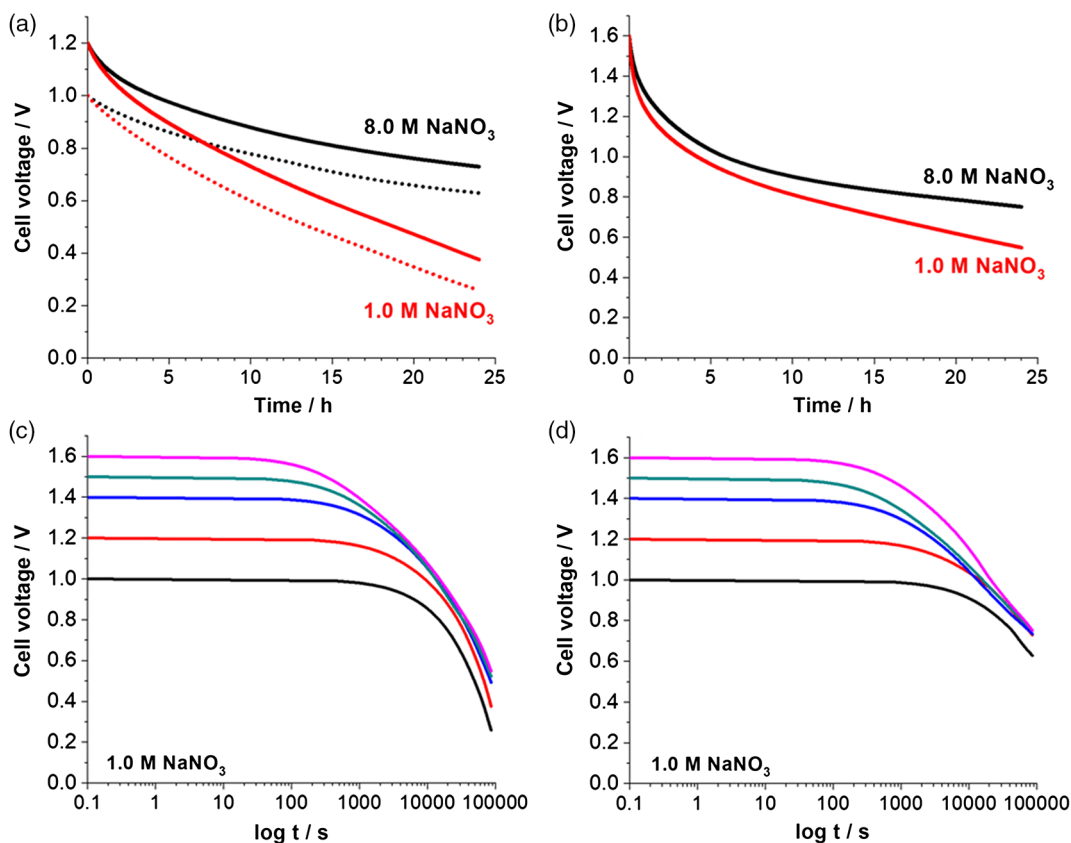 (a)
Cell voltage / V
1.2
1.0
0.8
0.6
0.4
0.2
0.0
8.0 M NaNO₃
1.0 M NaNO₃
0 5 10 15 20 25
Time / h
(b)
Cell voltage / V
1.6
1.4
1.2
1.0
0.8
0.6
0.4
0.2
0.0
8.0 M NaNO₃
1.0 M NaNO₃
0 5 10 15 20 25
Time / h
(c)
Cell voltage / V
1.6
1.4
1.2
1.0
0.8
0.6
0.4
0.2
0.0
1.0 M NaNO₃
0.1 1 10 100 1000 10000 100000
log t / s
(d)
Cell voltage / V
1.6
1.4
1.2
1.0
0.8
0.6
0.4
0.2
0.0
1.0 M NaNO₃
0.1 1 10 100 1000 10000 100000
log t / s